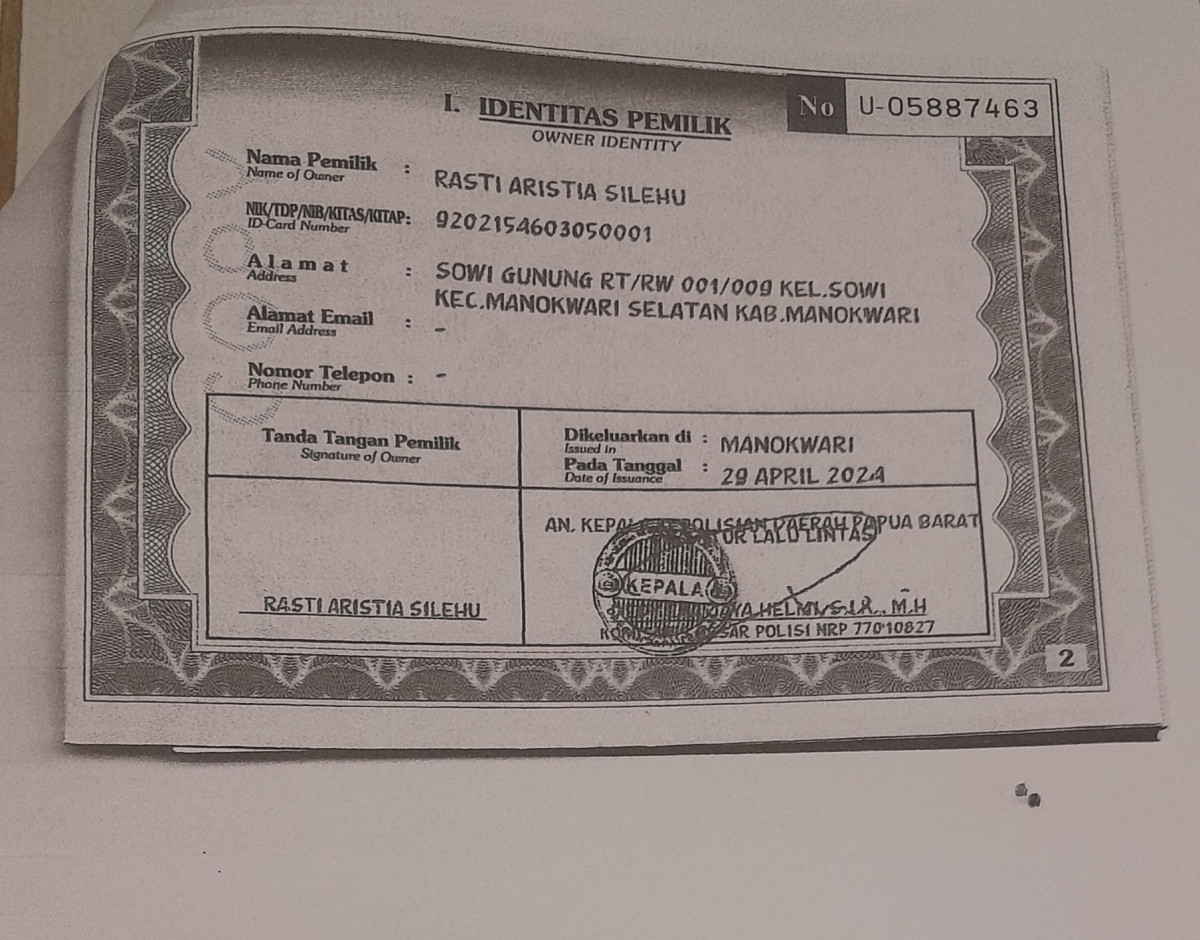 No U-05887463
I. IDENTITAS PEMILIK
OWNER IDENTITY
Nama Pemilik : RASTI ARISTIA SILEHU
Name of Owner
NIK/TDP/NIB/KITAS/KITAP: 9202154603050001
ID-Card Number
Alamat : SOWI GUNUNG RT/RW 001/009 KEL.SOWI
Address
KEC.MANOKWARI SELATAN KAB.MANOKWARI
Alamat Email : -
Email Address
Nomor Telepon : -
Phone Number
Tanda Tangan Pemilik
Signature of Owner
Dikeluarkan di : MANOKWARI
Issued in
Pada Tanggal : 29 APRIL 2024
Date of Issuance
AN. KEPALA KEPOLISIAN DAERAH PAPUA BARAT
LALU LINTAS
KEPALA
HELMI, S.I.K., M.H
POLISI NRP 77010827
RASTI ARISTIA SILEHU
2